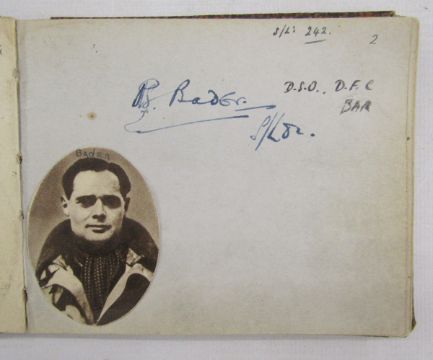 S/L: 242.
2
D. Bader. D.S.O., D.F.C
BAR
S/Ldr.
Bader